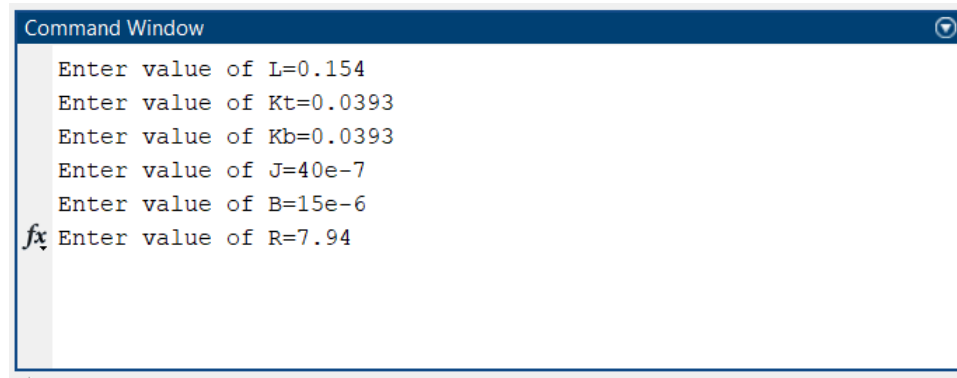 Command Window
Enter value of L=0.154
Enter value of Kt=0.0393
Enter value of Kb=0.0393
Enter value of J=40e-7
Enter value of B=15e-6
fx Enter value of R=7.94